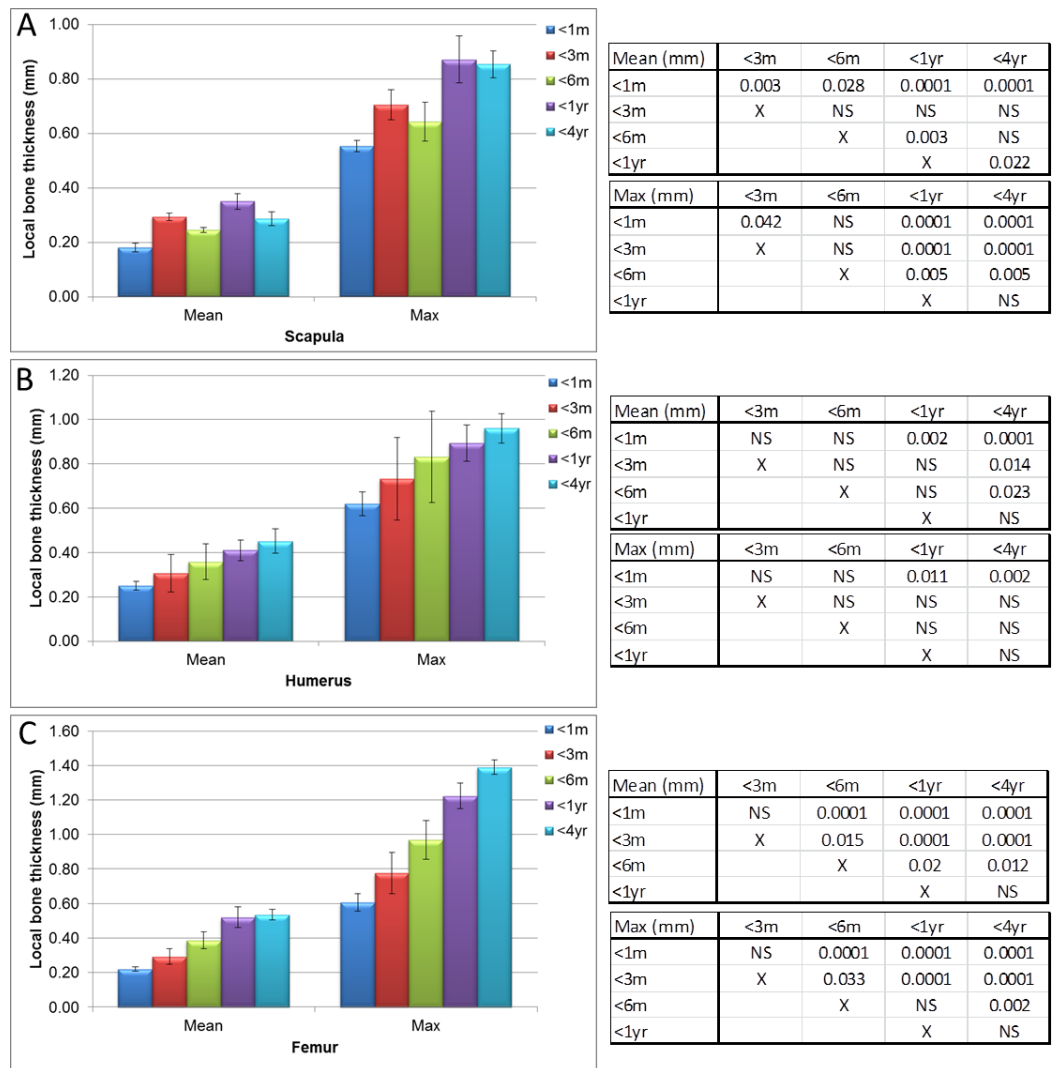 A
Local bone thickness (mm)
1.00
0.80
0.60
0.40
0.20
0.00
Mean Max
Scapula
<1m
<3m
<6m
<1yr
<4yr
Mean (mm) <3m <6m <1yr <4yr
<1m 0.003 0.028 0.0001 0.0001
<3m X NS NS NS
<6m X 0.003 NS
<1yr X 0.022
Max (mm) <3m <6m <1yr <4yr
<1m 0.042 NS 0.0001 0.0001
<3m X NS 0.0001 0.0001
<6m X 0.005 0.005
<1yr X NS
B
Local bone thickness (mm)
1.20
1.00
0.80
0.60
0.40
0.20
0.00
Mean Max
Humerus
<1m
<3m
<6m
<1yr
<4yr
Mean (mm) <3m <6m <1yr <4yr
<1m NS NS 0.002 0.0001
<3m X NS NS 0.014
<6m X NS 0.023
<1yr X NS
Max (mm) <3m <6m <1yr <4yr
<1m NS NS 0.011 0.002
<3m X NS NS NS
<6m X NS NS
<1yr X NS
C
Local bone thickness (mm)
1.60
1.40
1.20
1.00
0.80
0.60
0.40
0.20
0.00
Mean Max
Femur
<1m
<3m
<6m
<1yr
<4yr
Mean (mm) <3m <6m <1yr <4yr
<1m NS 0.0001 0.0001 0.0001
<3m X 0.015 0.0001 0.0001
<6m X 0.02 0.012
<1yr X NS
Max (mm) <3m <6m <1yr <4yr
<1m NS 0.0001 0.0001 0.0001
<3m X 0.033 0.0001 0.0001
<6m X NS 0.002
<1yr X NS